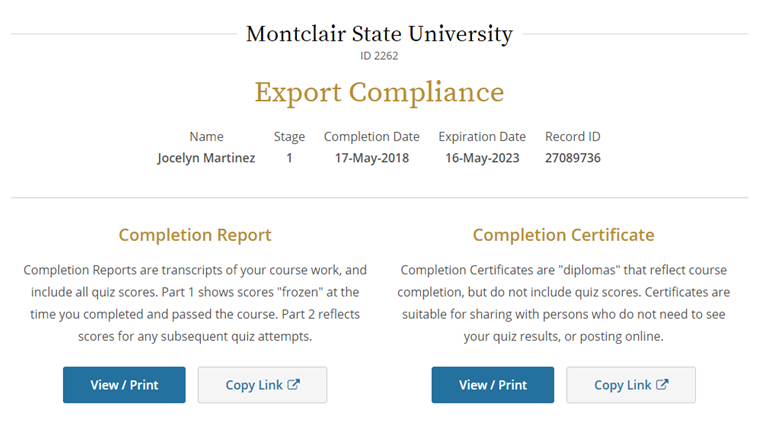 Montclair State University
ID 2262
Export Compliance
Name Stage Completion Date Expiration Date Record ID
Jocelyn Martinez 1 17-May-2018 16-May-2023 27089736
Completion Report
Completion Reports are transcripts of your course work, and
include all quiz scores. Part 1 shows scores "frozen" at the
time you completed and passed the course. Part 2 reflects
scores for any subsequent quiz attempts.
View / Print Copy Link
Completion Certificate
Completion Certificates are "diplomas" that reflect course
completion, but do not include quiz scores. Certificates are
suitable for sharing with persons who do not need to see
your quiz results, or posting online.
View / Print Copy Link